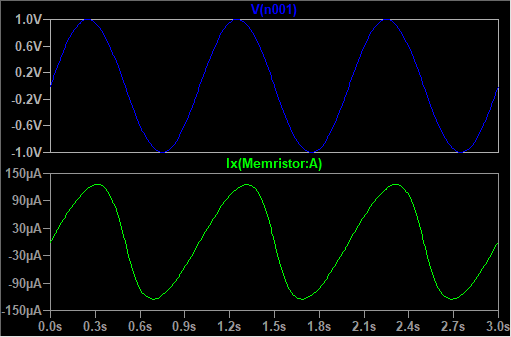 V(n001)
1.0V
0.6V
0.2V
-0.2V
-0.6V
-1.0V
Ix(Memristor:A)
150µA
90µA
30µA
-30µA
-90µA
-150µA
0.0s 0.3s 0.6s 0.9s 1.2s 1.5s 1.8s 2.1s 2.4s 2.7s 3.0s